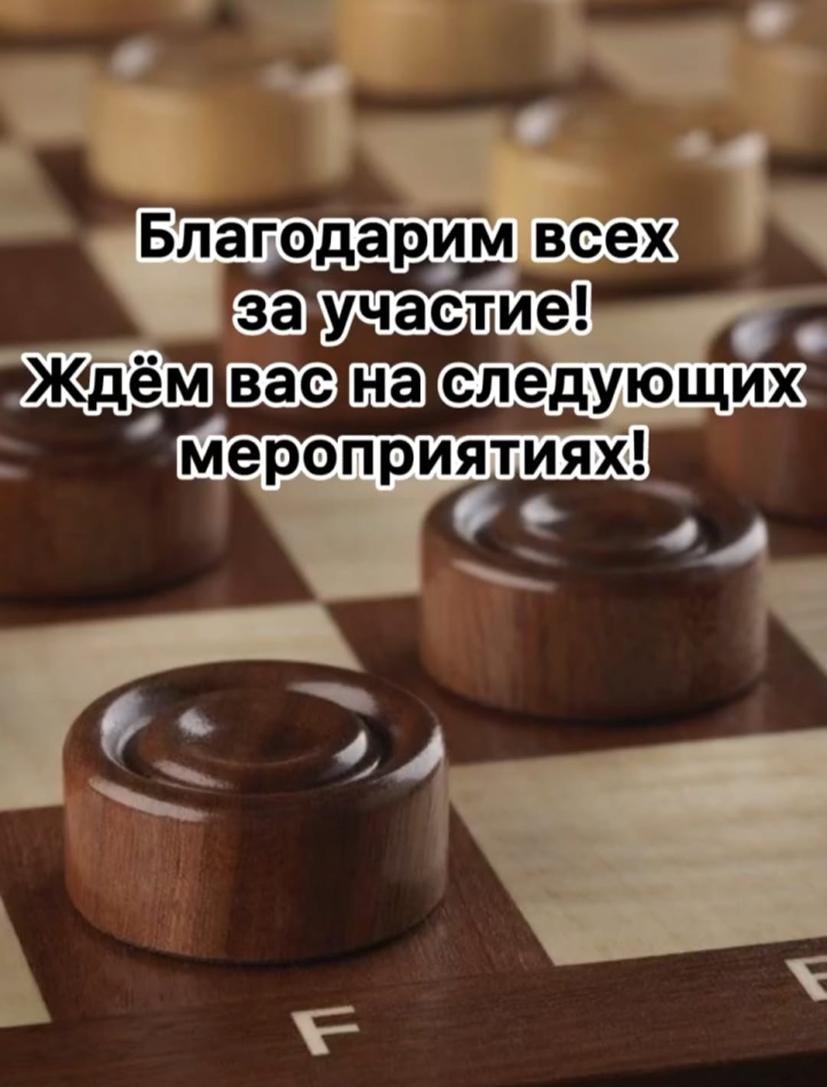 Благодарим всех
за участие!
Ждём вас на следующих
мероприятиях!
F
E